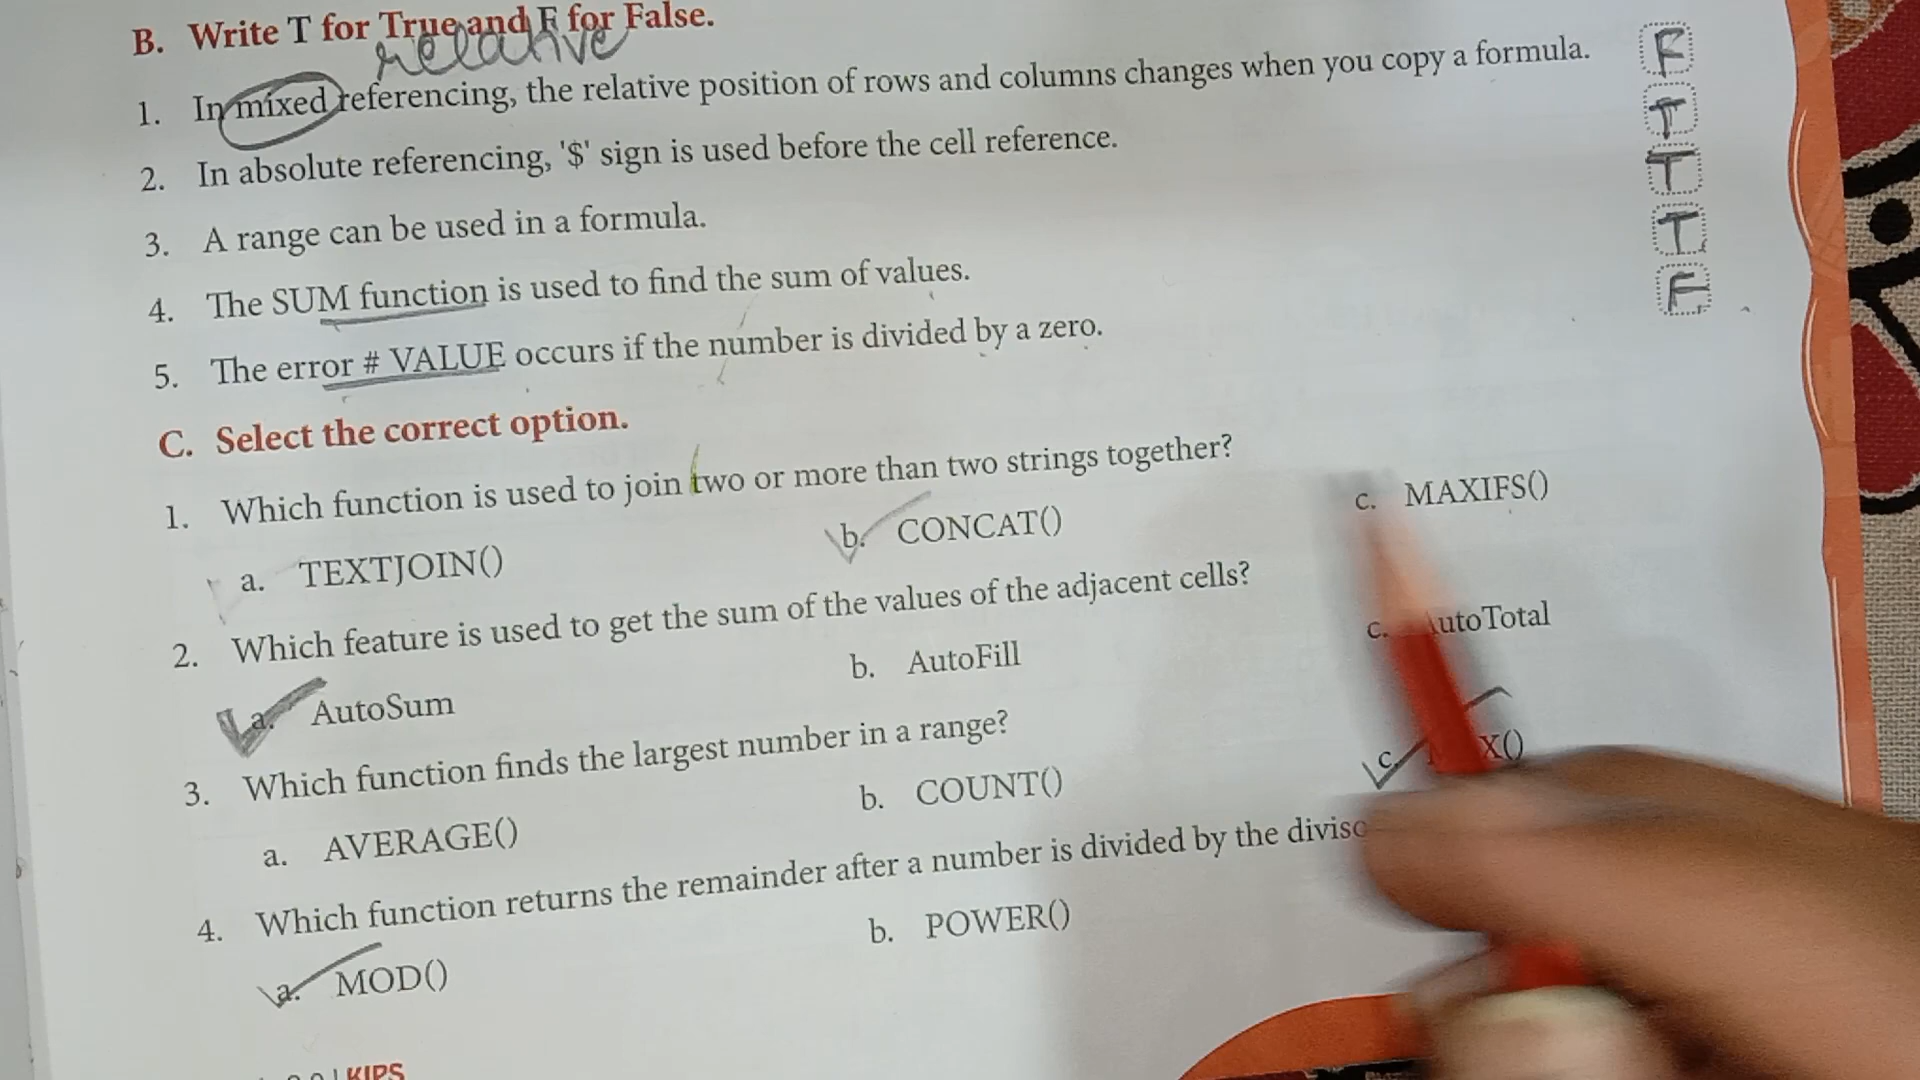 B. Write T for True and F for False.
relative
1. In mixed referencing, the relative position of rows and columns changes when you copy a formula. F
2. In absolute referencing, '$' sign is used before the cell reference. T
3. A range can be used in a formula. T
4. The SUM function is used to find the sum of values. T
5. The error # VALUE occurs if the number is divided by a zero. F
C. Select the correct option.
1. Which function is used to join two or more than two strings together?
a. TEXTJOIN() b. CONCAT() c. MAXIFS()
2. Which feature is used to get the sum of the values of the adjacent cells?
a. AutoSum b. AutoFill c. utoTotal
3. Which function finds the largest number in a range?
a. AVERAGE() b. COUNT() c. X()
4. Which function returns the remainder after a number is divided by the diviso
a. MOD() b. POWER()
KIPS